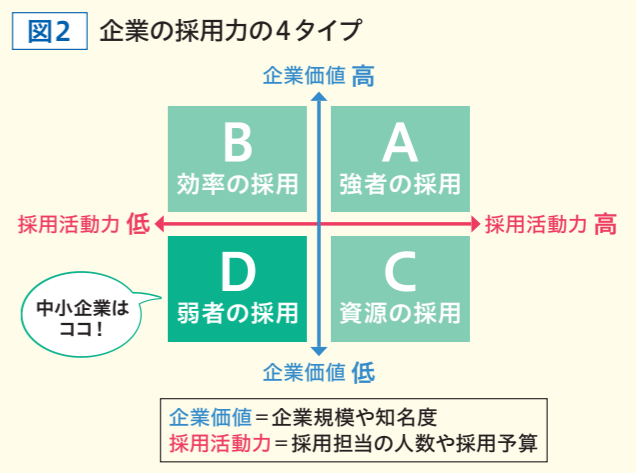 図2 企業の採用力の4タイプ
企業価値 高
B
効率の採用
A
強者の採用
採用活動力 低
採用活動力 高
D
弱者の採用
C
資源の採用
中小企業は
ココ！
企業価値 低
企業価値＝企業規模や知名度
採用活動力＝採用担当の人数や採用予算